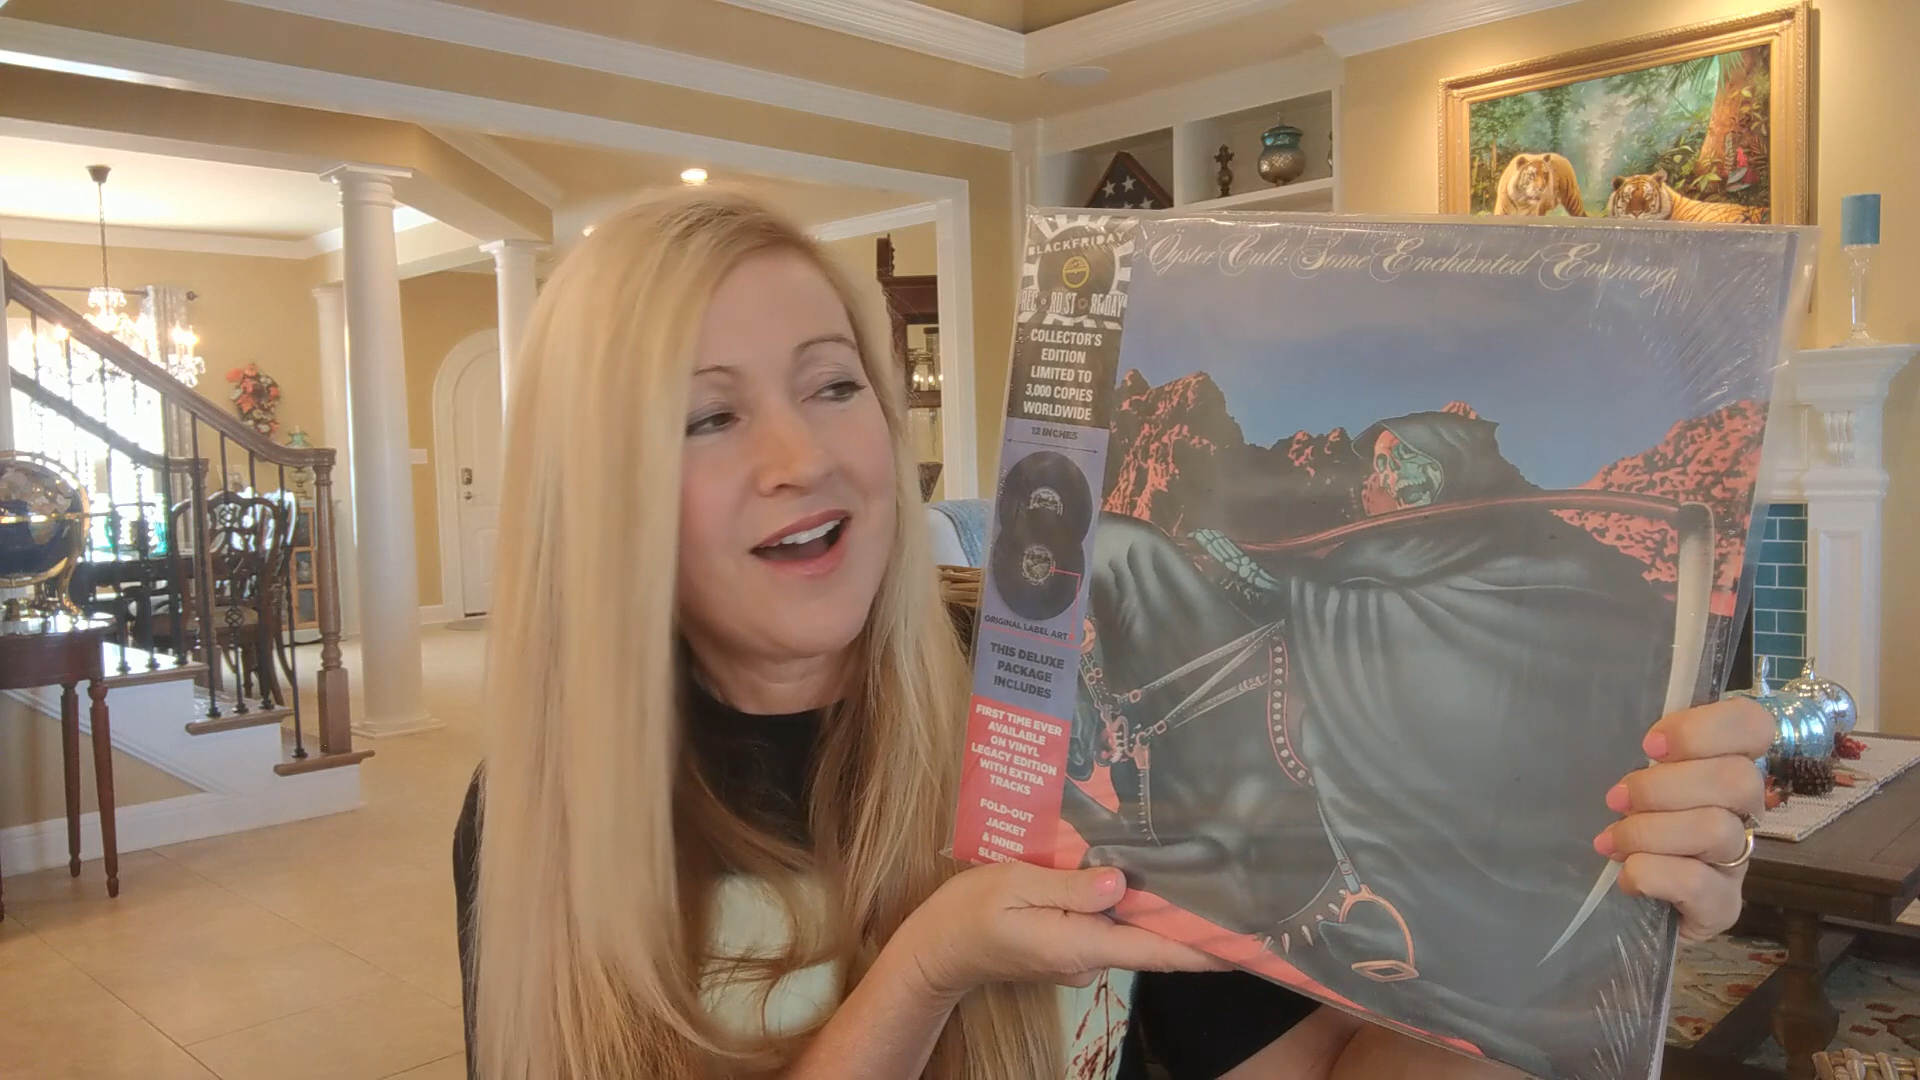 BLACK FRIDAY
RECORD STORE DAY
COLLECTOR'S
EDITION
LIMITED TO
3,000 COPIES
WORLDWIDE
12 INCHES
ORIGINAL LABEL ART
THIS DELUXE
PACKAGE
INCLUDES
FIRST TIME EVER
AVAILABLE
ON VINYL
LEGACY EDITION
WITH EXTRA
TRACKS
FOLD-OUT
JACKET
& INNER
Öyster Cult: Some Enchanted Evening